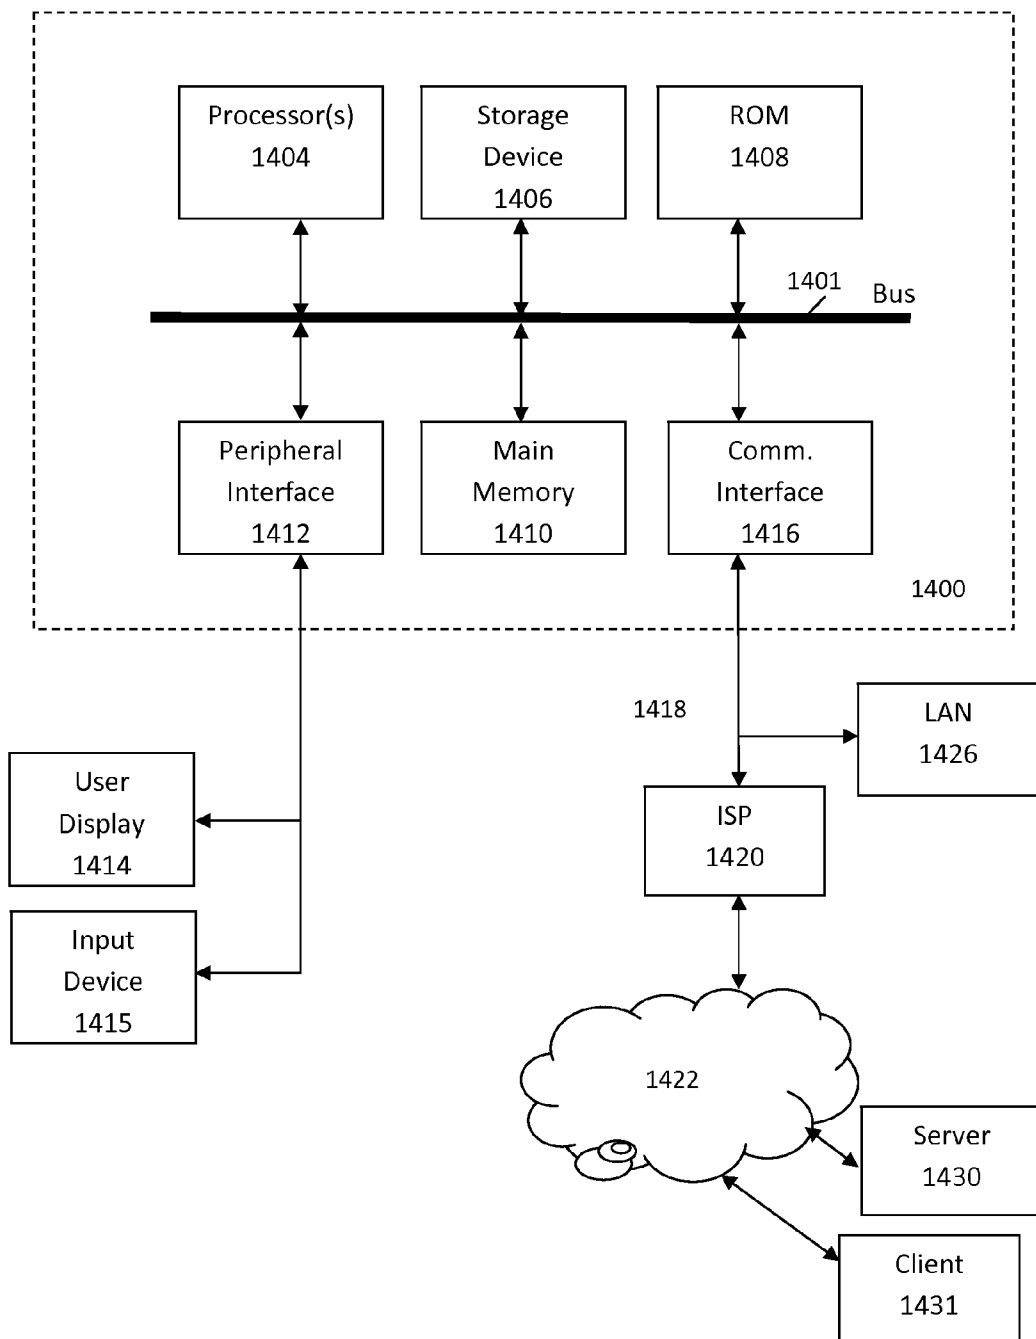 Processor(s)
1404
Storage
Device
1406
ROM
1408
1401
Bus
Peripheral
Interface
1412
Main
Memory
1410
Comm.
Interface
1416
1400
1418
LAN
1426
User
Display
1414
ISP
1420
Input
Device
1415
1422
Server
1430
Client
1431